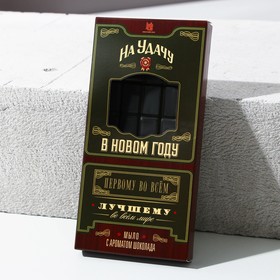 НА УДАЧУ
В НОВОМ ГОДУ
ПЕРВОМУ ВО ВСЁМ
ЛУЧШЕМУ
во всём мире
МЫЛО
С АРОМАТОМ ШОКОЛАДА